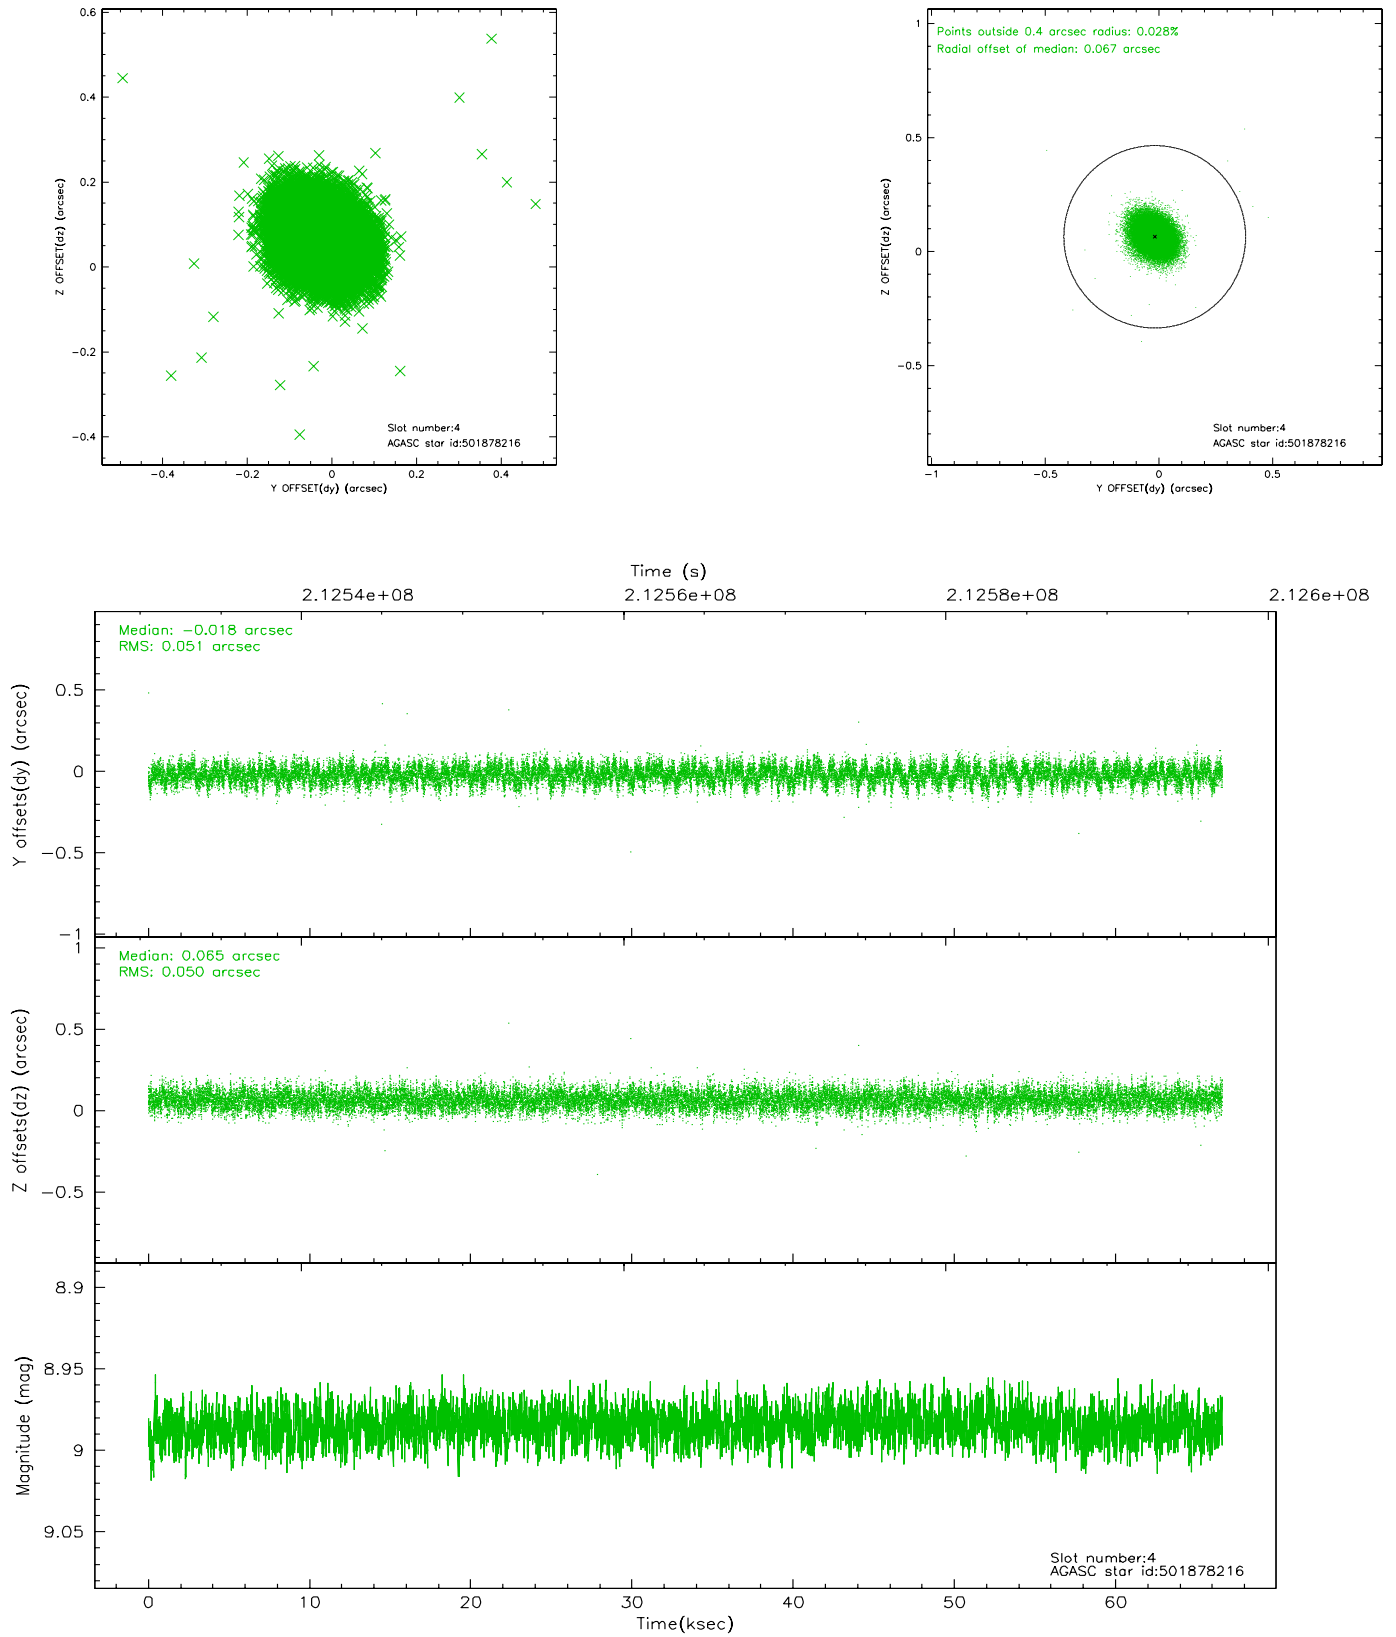 0.6
0.4
0.2
0
-0.2
-0.4
Z OFFSET(dz) (arcsec)
Slot number:4
AGASC star id:501878216
-0.4 -0.2 0 0.2 0.4
Y OFFSET(dy) (arcsec)
Points outside 0.4 arcsec radius: 0.028%
Radial offset of median: 0.067 arcsec
1
0.5
0
-0.5
Z OFFSET(dz) (arcsec)
Slot number:4
AGASC star id:501878216
-1 -0.5 0 0.5
Y OFFSET(dy) (arcsec)
Time (s)
2.1254e+08 2.1256e+08 2.1258e+08 2.126e+08
Median: -0.018 arcsec
RMS: 0.051 arcsec
0.5
0
-0.5
-1
Y offsets(dy) (arcsec)
Median: 0.065 arcsec
RMS: 0.050 arcsec
1
0.5
0
-0.5
Z offsets(dz) (arcsec)
8.9
8.95
9
9.05
Magnitude (mag)
Slot number:4
AGASC star id:501878216
0 10 20 30 40 50 60
Time(ksec)